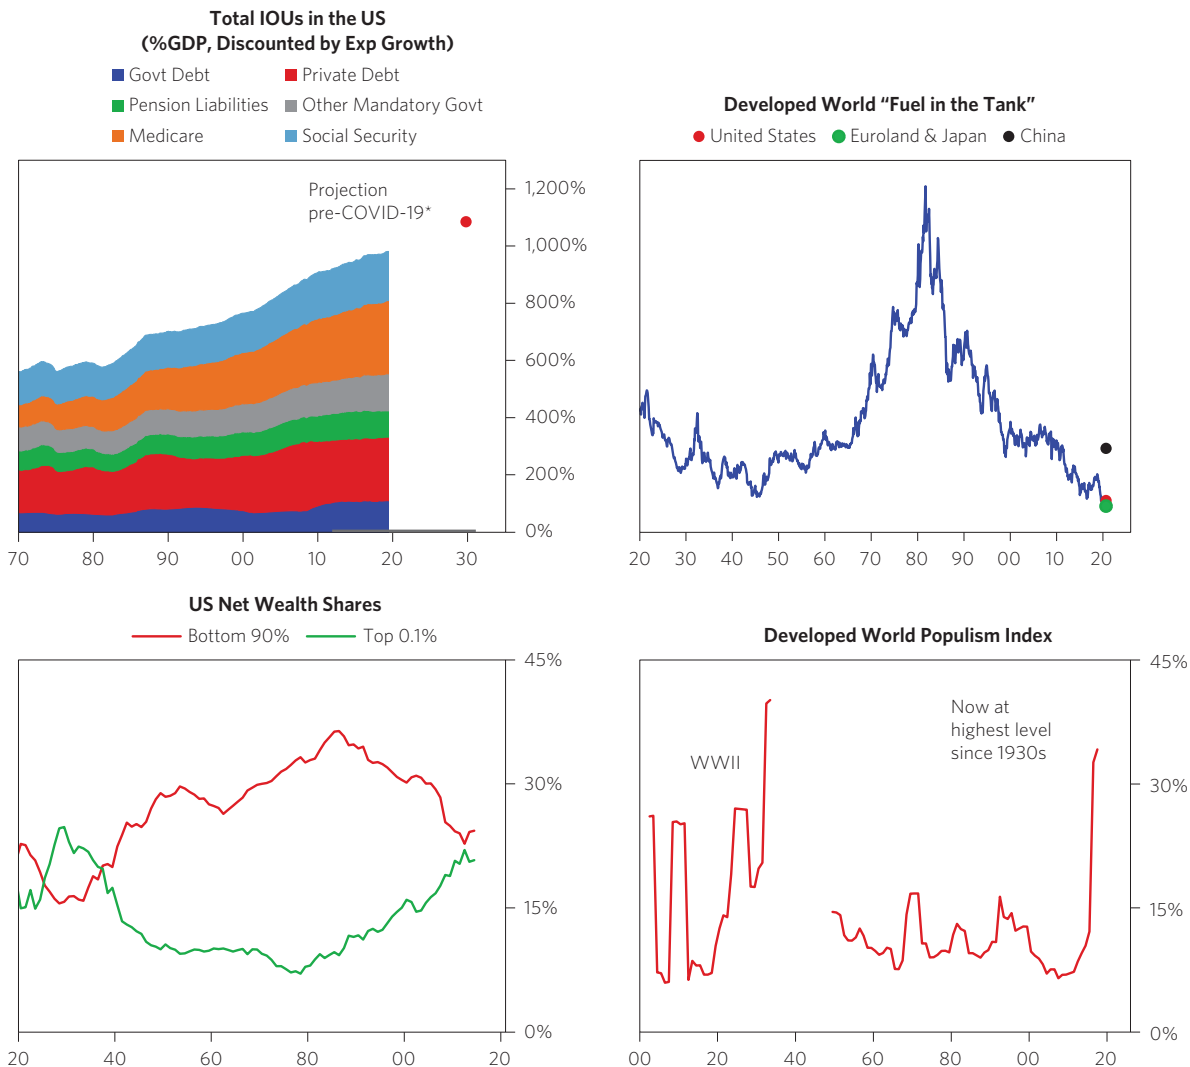 Total IOUs in the US
(%GDP, Discounted by Exp Growth)
Govt Debt
Private Debt
Pension Liabilities
Other Mandatory Govt
Medicare
Social Security
Projection
pre-COVID-19*
1,200%
1,000%
800%
600%
400%
200%
0%
70 80 90 00 10 20 30
Developed World “Fuel in the Tank”
United States
Euroland & Japan
China
20 30 40 50 60 70 80 90 00 10 20
US Net Wealth Shares
Bottom 90%
Top 0.1%
45%
30%
15%
0%
20 40 60 80 00 20
Developed World Populism Index
WWII
Now at
highest level
since 1930s
45%
30%
15%
0%
00 20 40 60 80 00 20